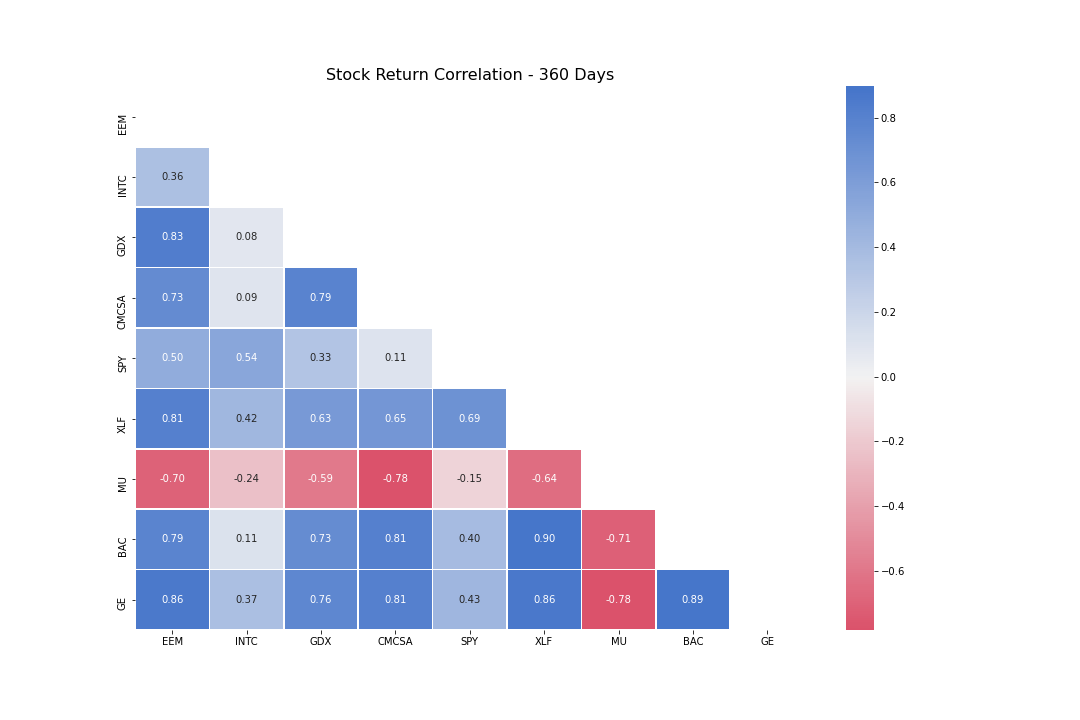 Stock Return Correlation - 360 Days
EEM
INTC 0.36
GDX 0.83 0.08
CMCSA 0.73 0.09 0.79
SPY 0.50 0.54 0.33 0.11
XLF 0.81 0.42 0.63 0.65 0.69
MU -0.70 -0.24 -0.59 -0.78 -0.15 -0.64
BAC 0.79 0.11 0.73 0.81 0.40 0.90 -0.71
GE 0.86 0.37 0.76 0.81 0.43 0.86 -0.78 0.89
EEM INTC GDX CMCSA SPY XLF MU BAC GE
0.8
0.6
0.4
0.2
0.0
−0.2
−0.4
−0.6